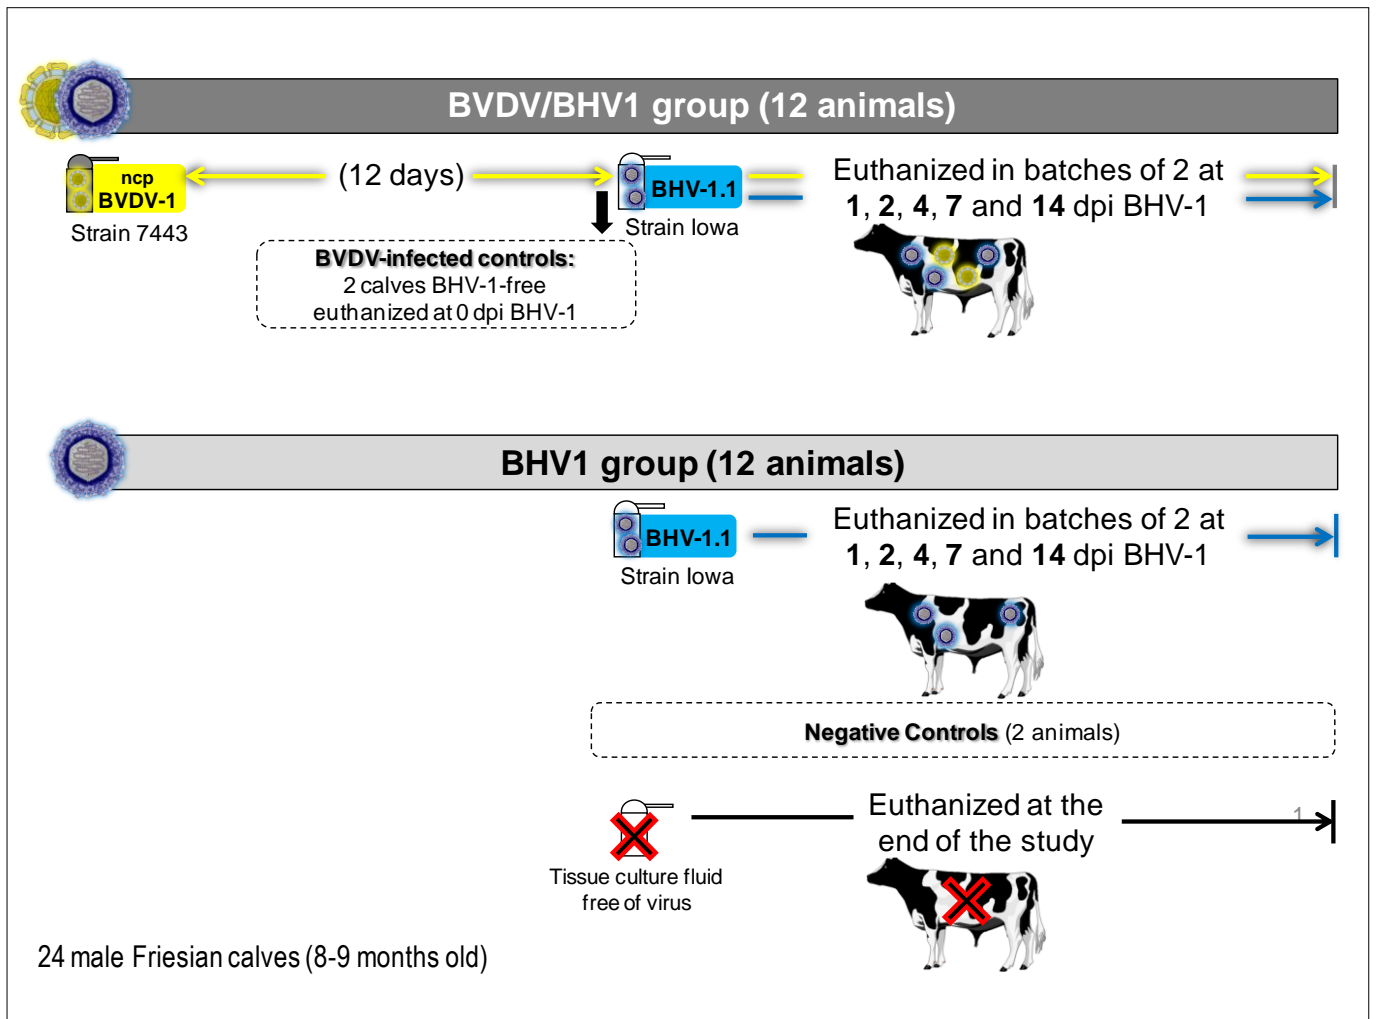 BVDV/BHV1 group (12 animals)
ncp
BVDV-1
Strain 7443
(12 days)
BHV-1.1
Strain Iowa
Euthanized in batches of 2 at
1, 2, 4, 7 and 14 dpi BHV-1
BVDV-infected controls:
2 calves BHV-1-free
euthanized at 0 dpi BHV-1
BHV1 group (12 animals)
BHV-1.1
Strain Iowa
Euthanized in batches of 2 at
1, 2, 4, 7 and 14 dpi BHV-1
Negative Controls (2 animals)
Tissue culture fluid
free of virus
Euthanized at the
end of the study
1
24 male Friesian calves (8-9 months old)